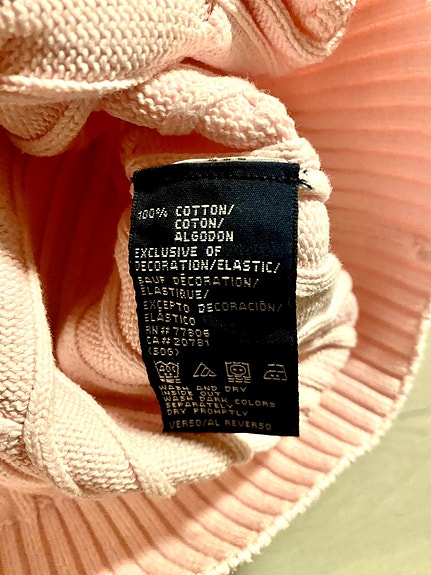 100% COTTON/
COTON/
ALGODON
EXCLUSIVE OF
DECORATION/ELASTIC/
SAUF DÉCORATION/
ÉLASTIQUE/
EXCEPTO DECORACIÓN/
ELÁSTICO
RN# 77806
CA# 20781
(50G)
WASH AND DRY
INSIDE OUT
WASH DARK COLORS
SEPARATELY
DRY PROMPTLY
VERSO/AL REVERSO